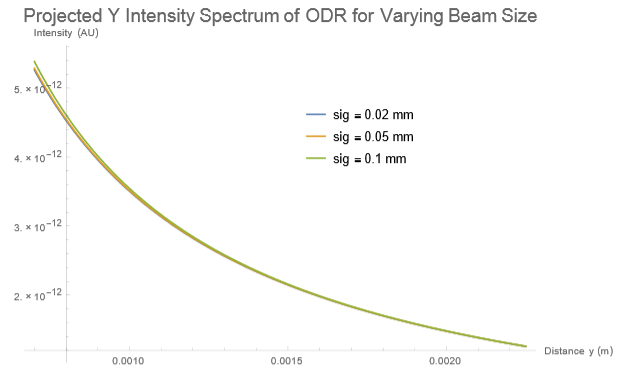 Projected Y Intensity Spectrum of ODR for Varying Beam Size
Intensity (AU)
5. × 10⁻¹²
sig = 0.02 mm
sig = 0.05 mm
sig = 0.1 mm
4. × 10⁻¹²
3. × 10⁻¹²
2. × 10⁻¹²
Distance y (m)
0.0010 0.0015 0.0020